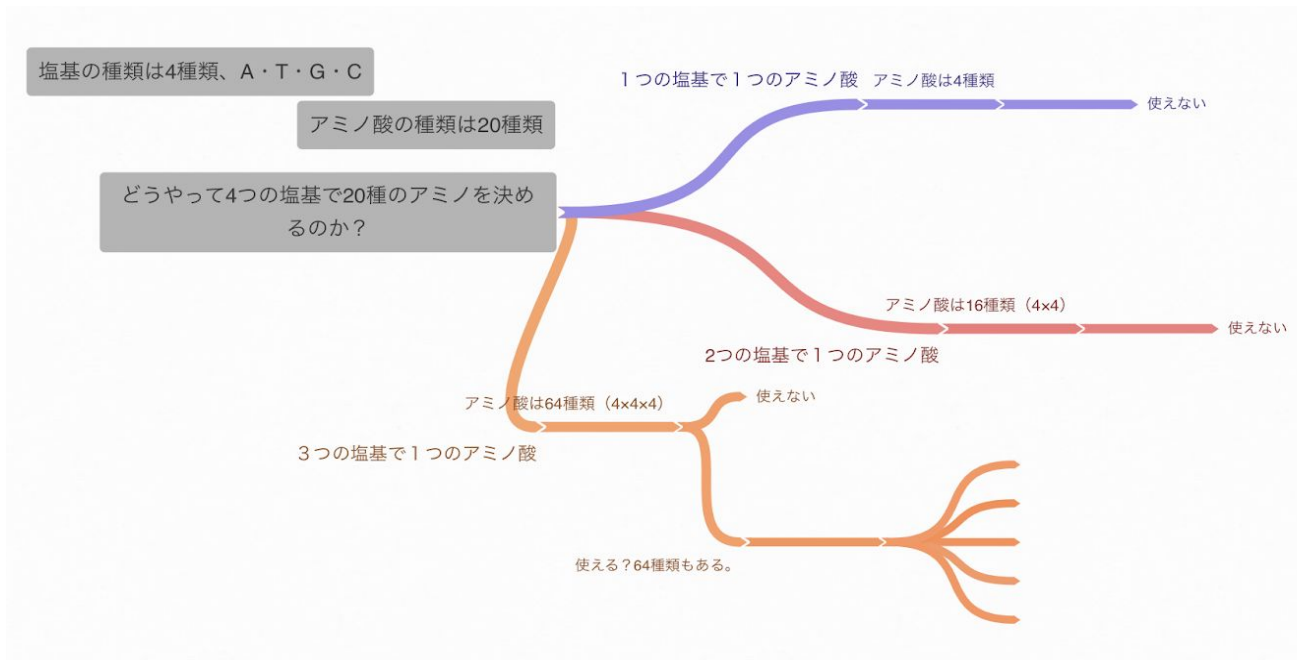 塩基の種類は4種類、A・T・G・C
アミノ酸の種類は20種類
どうやって4つの塩基で20種のアミノを決め
るのか？
１つの塩基で１つのアミノ酸
アミノ酸は4種類
使えない
アミノ酸は16種類（4×4）
使えない
2つの塩基で１つのアミノ酸
アミノ酸は64種類（4×4×4）
使えない
３つの塩基で１つのアミノ酸
使える？64種類もある。